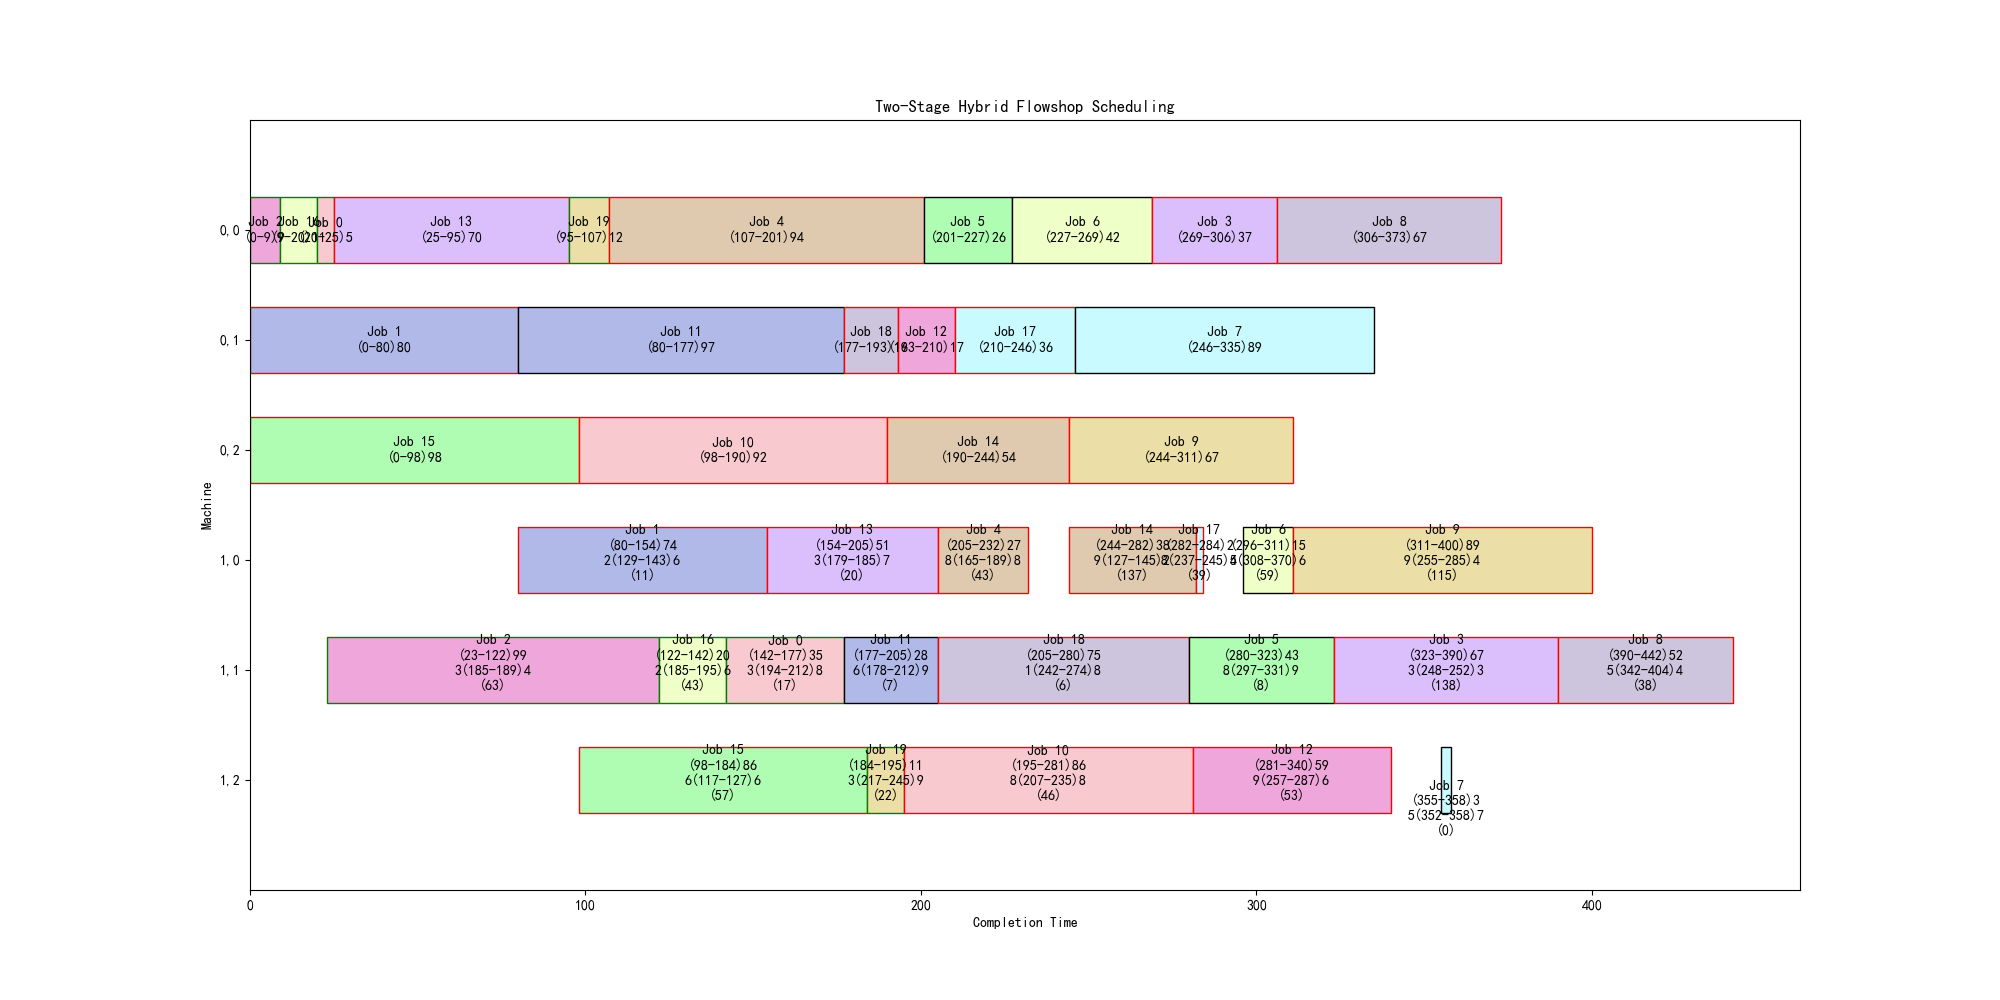 Two-Stage Hybrid Flowshop Scheduling
Machine
0,0
Job 2
(0-9)9
Job 16
Job 0
(20-25)5
Job 13
(25-95)70
Job 19
(95-107)12
Job 4
(107-201)94
Job 5
(201-227)26
Job 6
(227-269)42
Job 3
(269-306)37
Job 8
(306-373)67
0,1
Job 1
(0-80)80
Job 11
(80-177)97
Job 18
(177-193)16
Job 12
(193-210)17
Job 17
(210-246)36
Job 7
(246-335)89
0,2
Job 15
(0-98)98
Job 10
(98-190)92
Job 14
(190-244)54
Job 9
(244-311)67
1,0
Job 1
(80-154)74
2(129-143)6
(11)
Job 13
(154-205)51
3(179-185)7
(20)
Job 4
(205-232)27
8(165-189)8
(43)
Job 14
(244-282)38
9(127-145)8
(137)
Job 17
(282-284)2
2(237-245)4
(39)
Job 6
(296-311)15
(308-370)6
(59)
Job 9
(311-400)89
9(255-285)4
(115)
1,1
Job 2
(23-122)99
3(185-189)4
(63)
Job 16
(122-142)20
2(185-195)6
(43)
Job 0
(142-177)35
3(194-212)8
(17)
Job 11
(177-205)28
6(178-212)9
(7)
Job 18
(205-280)75
1(242-274)8
(6)
Job 5
(280-323)43
8(297-331)9
(8)
Job 3
(323-390)67
3(248-252)3
(138)
Job 8
(390-442)52
5(342-404)4
(38)
1,2
Job 15
(98-184)86
6(117-127)6
(57)
Job 19
(184-195)11
3(217-245)9
(22)
Job 10
(195-281)86
8(207-235)8
(46)
Job 12
(281-340)59
9(257-287)6
(53)
Job 7
(355-358)3
5(352-358)7
(0)
0
100
200
300
400
Completion Time